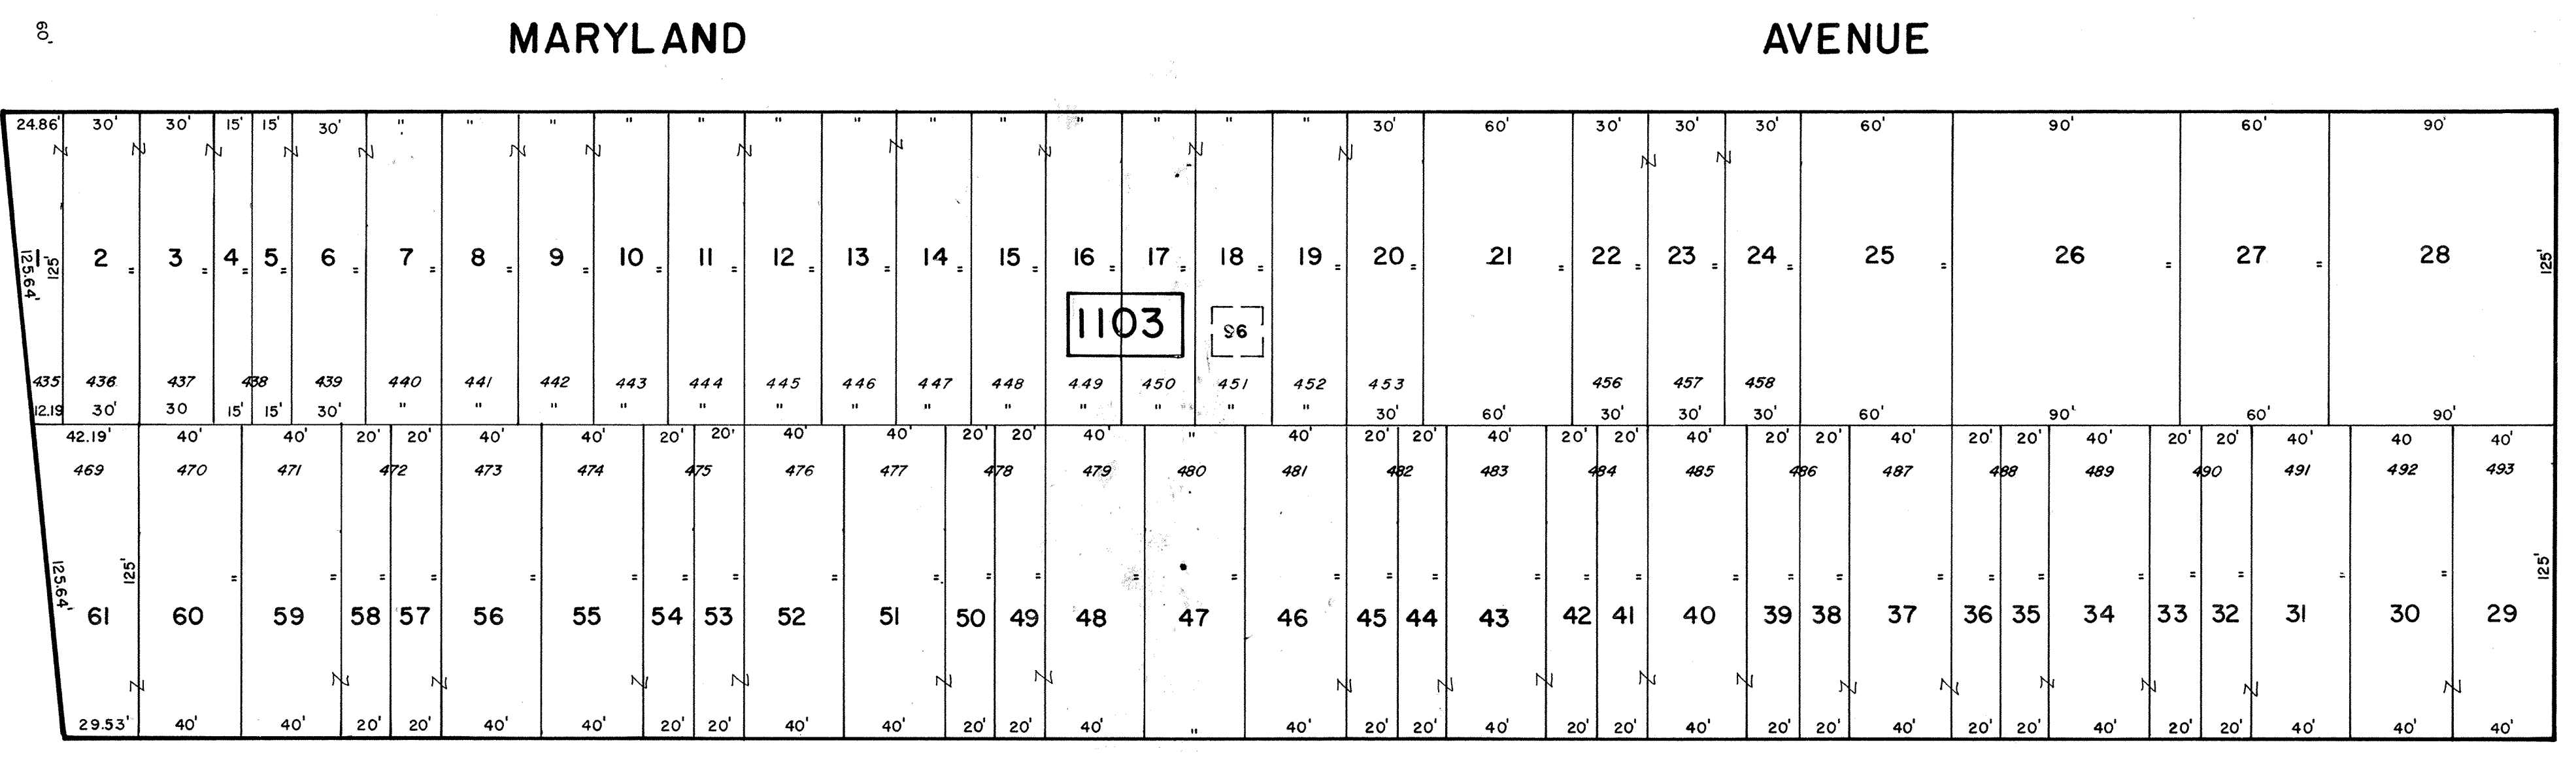 60'
MARYLAND AVENUE
24.86' 30' 30' 15' 15' 30' " " " " " " " " " " " " " 30' 60' 30' 30' 30' 60' 90' 60' 90'
1 2 3 4 5 6 7 8 9 10 11 12 13 14 15 16 17 18 19 20 21 22 23 24 25 26 27 28
125.64' 125' = = = = = = = = = = = = = = = = = = = = = = = = = = 125'
1103 96
435 436 437 438 439 440 441 442 443 444 445 446 447 448 449 450 451 452 453 456 457 458
12.19 30' 30 15' 15' 30' " " " " " " " " " " " " " 30' 60' 30' 30' 30' 60' 90' 60' 90'
42.19' 40' 40' 20' 20' 40' 40' 20' 20' 40' 40' 20' 20' 40' " 40' 20' 20' 40' 20' 20' 40' 20' 20' 40' 20' 20' 40' 20' 20' 40' 40 40'
469 470 471 472 473 474 475 476 477 478 479 480 481 482 483 484 485 486 487 488 489 490 491 492 493
125.64' 125' = = = = = = = = = = = = = = = = = = = = = = = = = = = = = = = 125'
61 60 59 58 57 56 55 54 53 52 51 50 49 48 47 46 45 44 43 42 41 40 39 38 37 36 35 34 33 32 31 30 29
29.53' 40' 40' 20' 20' 40' 40' 20' 20' 40' 40' 20' 20' 40' " 40' 20' 20' 40' 20' 20' 40' 20' 20' 40' 20' 20' 40' 20' 20' 40' 40' 40'